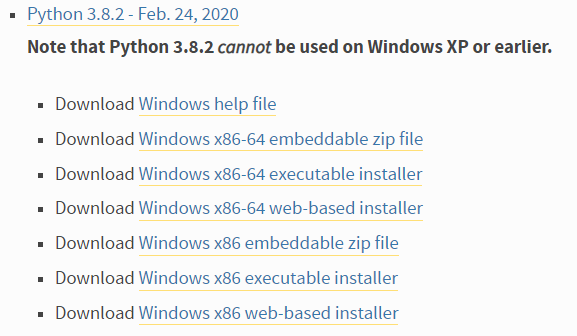 Python 3.8.2 - Feb. 24, 2020
Note that Python 3.8.2 cannot be used on Windows XP or earlier.
Download Windows help file
Download Windows x86-64 embeddable zip file
Download Windows x86-64 executable installer
Download Windows x86-64 web-based installer
Download Windows x86 embeddable zip file
Download Windows x86 executable installer
Download Windows x86 web-based installer